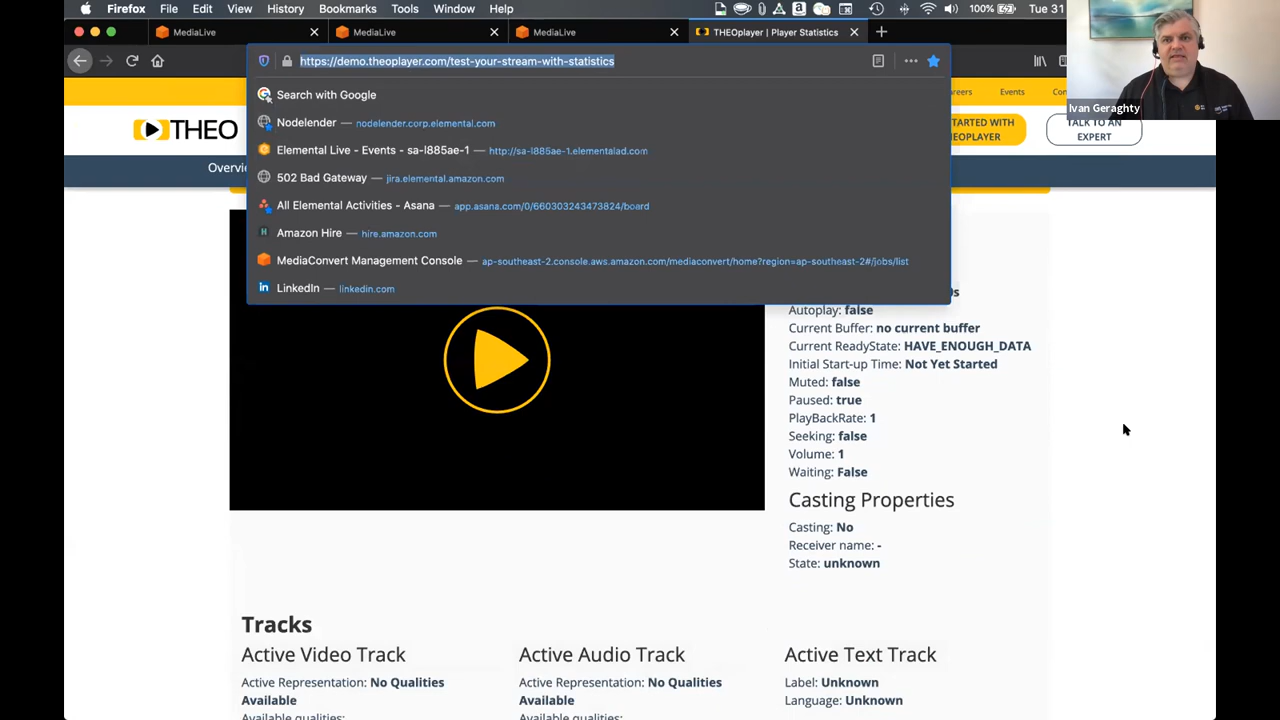 Firefox File Edit View History Bookmarks Tools Window Help 100% Tue 31
MediaLive MediaLive MediaLive THEOplayer | Player Statistics
https://demo.theoplayer.com/test-your-stream-with-statistics
Search with Google
Nodelender — nodelender.corp.elemental.com
Elemental Live - Events - sa-l885ae-1 — http://sa-l885ae-1.elementalad.com
502 Bad Gateway — jira.elemental.amazon.com
All Elemental Activities - Asana — app.asana.com/0/660303243473824/board
Amazon Hire — hire.amazon.com
MediaConvert Management Console — ap-southeast-2.console.aws.amazon.com/mediaconvert/home?region=ap-southeast-2#/jobs/list
LinkedIn — linkedin.com
Ivan Geraghty
Events
THEO
TALK TO AN
EXPERT
Autoplay: false
Current Buffer: no current buffer
Current ReadyState: HAVE_ENOUGH_DATA
Initial Start-up Time: Not Yet Started
Muted: false
Paused: true
PlayBackRate: 1
Seeking: false
Volume: 1
Waiting: False
Casting Properties
Casting: No
Receiver name: -
State: unknown
Tracks
Active Video Track
Active Representation: No Qualities
Available
Available qualities:
Active Audio Track
Active Representation: No Qualities
Available
Available qualities:
Active Text Track
Label: Unknown
Language: Unknown